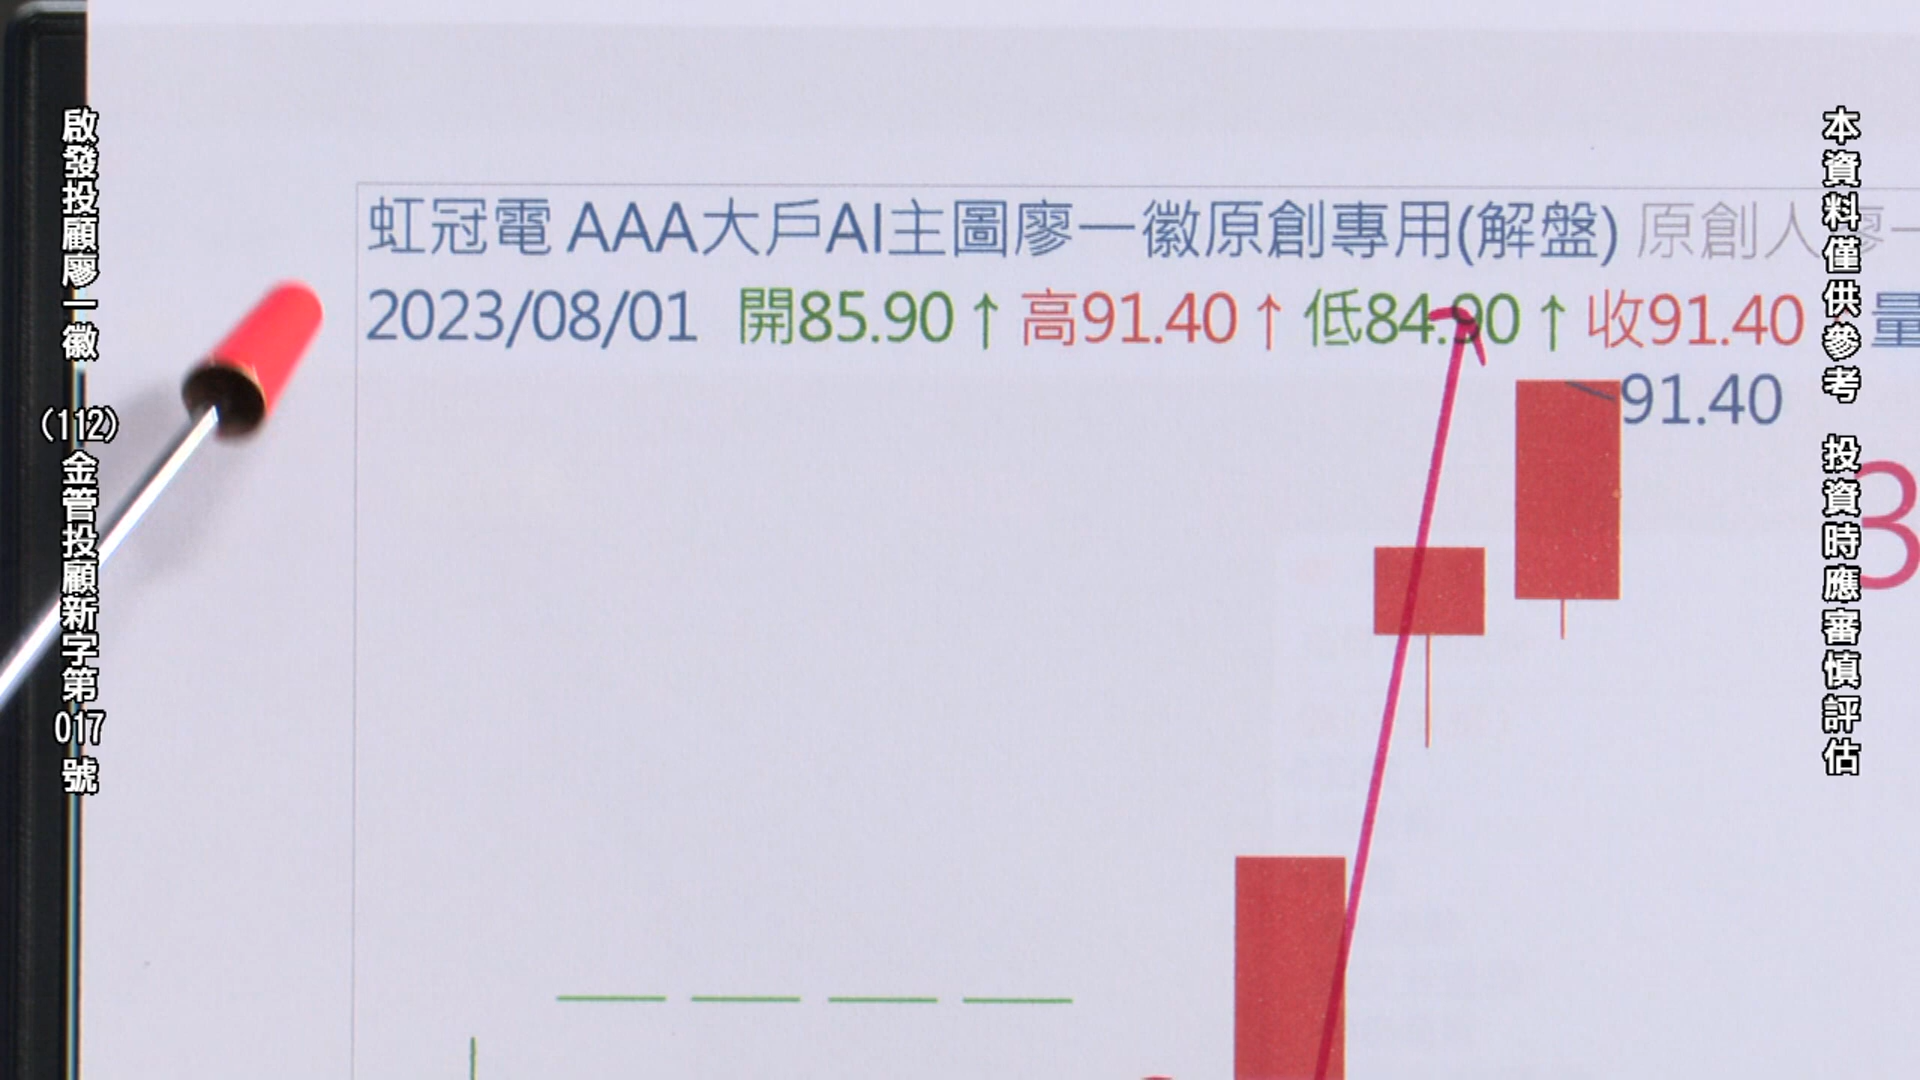 啟發投顧廖一徽
(112)金管投顧新字第017號
虹冠電 AAA大戶AI主圖廖一徽原創專用(解盤) 原創人廖一
2023/08/01 開85.90↑ 高91.40↑ 低84.90↑ 收91.40 量
91.40
3
本資料僅供參考 投資時應審慎評估